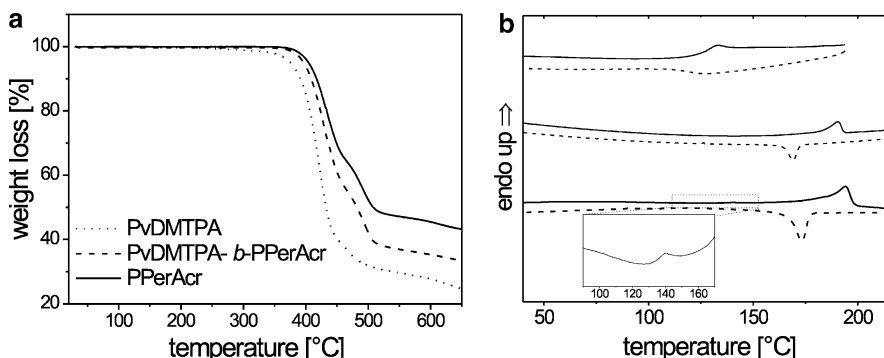 a
100
80
60
40
20
weight loss [%]
PvDMTPA
PvDMTPA- b-PPerAcr
PPerAcr
100 200 300 400 500 600
temperature [°C]
b
endo up ⇒
100 120 140 160
50 100 150 200
temperature [°C]